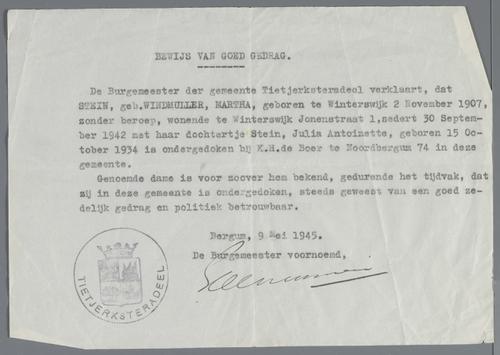 BEWIJS VAN GOED GEDRAG.
De Burgemeester der gemeente Tietjerksteradeel verklaart, dat
STEIN, geb.WINDMULLER, MARTHA, geboren te Winterswijk 2 November 1907,
zonder beroep, wonende te Winterswijk Jonenstraat 1,sedert 30 Septem-
ber 1942 met haar dochtertje Stein, Julia Antoinette, geboren 15 Oc-
tober 1934 is ondergedoken bij K.H.de Boer te Noordbergum 74 in deze
gemeente.
Genoemde dame is voor zoover hem bekend, gedurende het tijdvak, dat
zij in deze gemeente is ondergedoken, steeds geweest van een goed ze-
delijk gedrag en politiek betrouwbaar.
Bergum, 9 Mei 1945.
De Burgemeester voornoemd,
TIETJERKSTERADEEL